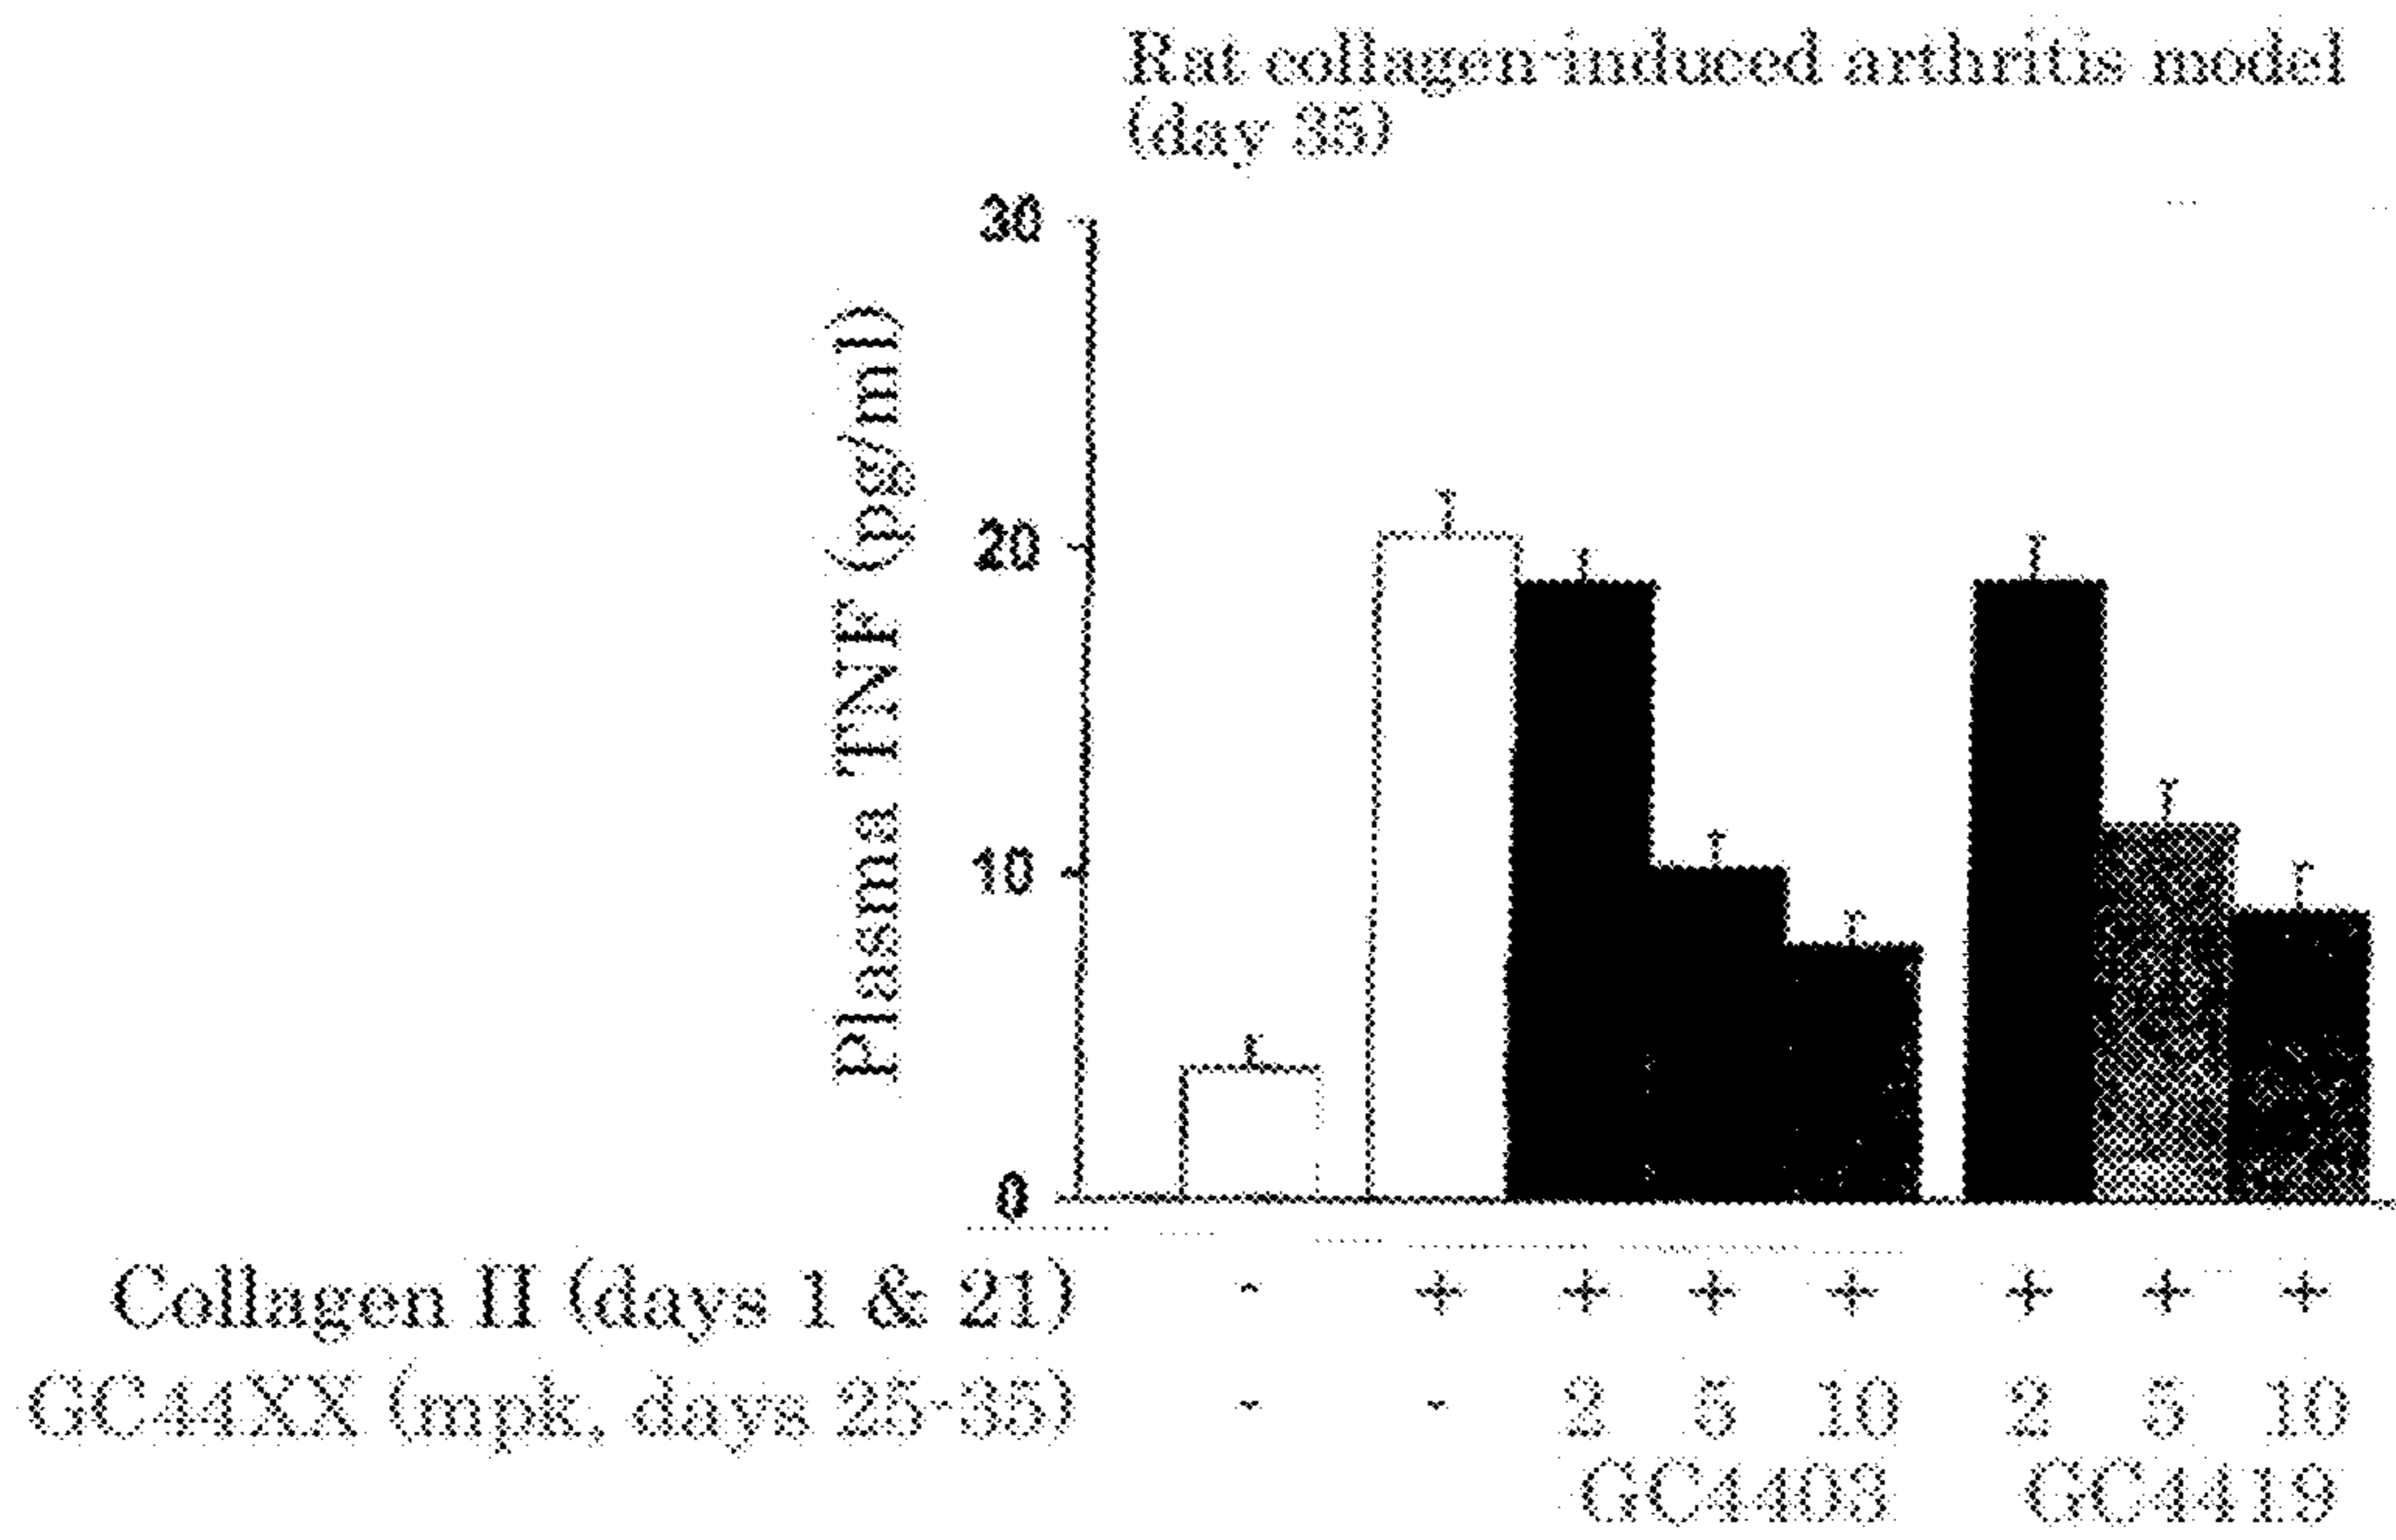 Rat collagen-induced arthritis model
(day 35)
30
20
10
0
Plasma TNF (pg/ml)
Collagen II (days 1 & 21) - + + + + + + +
GC44XX (mpk, days 25-35) - - 2 5 10 2 5 10
GC4403 GC4419